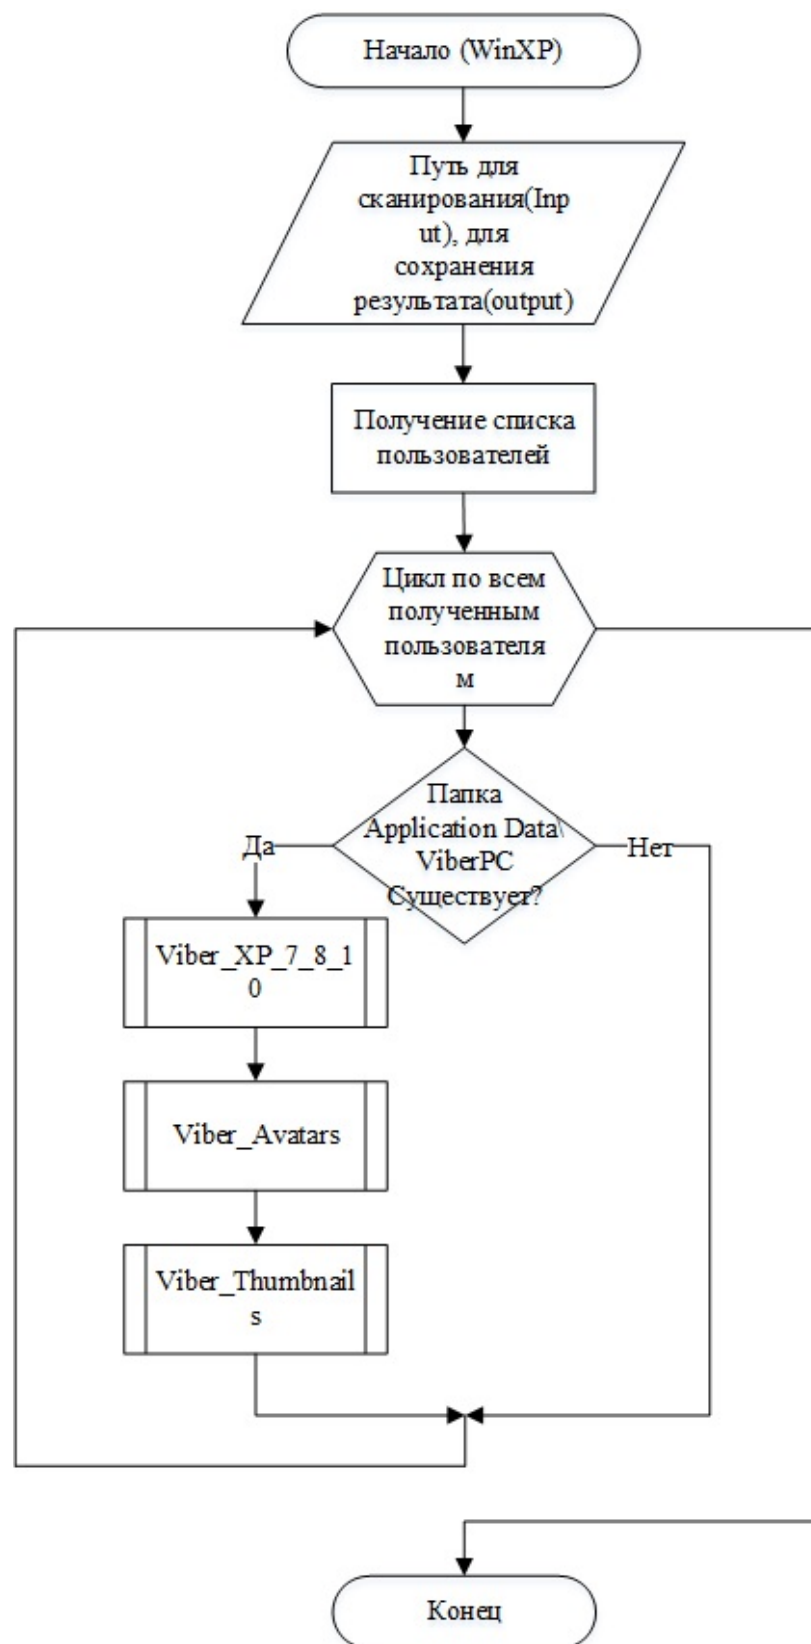 Начало (WinXP)
Путь для
сканирования(Inp
ut), для
сохранения
результата(output)
Получение списка
пользователей
Цикл по всем
полученным
пользователя
м
Папка
Application Data\
ViberPC
Существует?
Да
Нет
Viber_XP_7_8_1
0
Viber_Avatars
Viber_Thumbnail
s
Конец